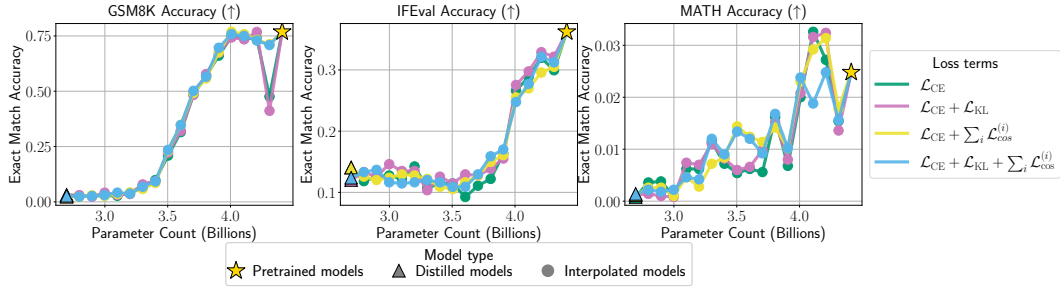 GSM8K Accuracy (↑)
Exact Match Accuracy
0.75
0.50
0.25
0.00
3.0 3.5 4.0
Parameter Count (Billions)
IFEval Accuracy (↑)
Exact Match Accuracy
0.3
0.2
0.1
3.0 3.5 4.0
Parameter Count (Billions)
MATH Accuracy (↑)
Exact Match Accuracy
0.03
0.02
0.01
0.00
3.0 3.5 4.0
Parameter Count (Billions)
Loss terms
ℒ_CE
ℒ_CE + ℒ_KL
ℒ_CE + ∑_i ℒ_cos^(i)
ℒ_CE + ℒ_KL + ∑_i ℒ_cos^(i)
Model type
Pretrained models Distilled models Interpolated models